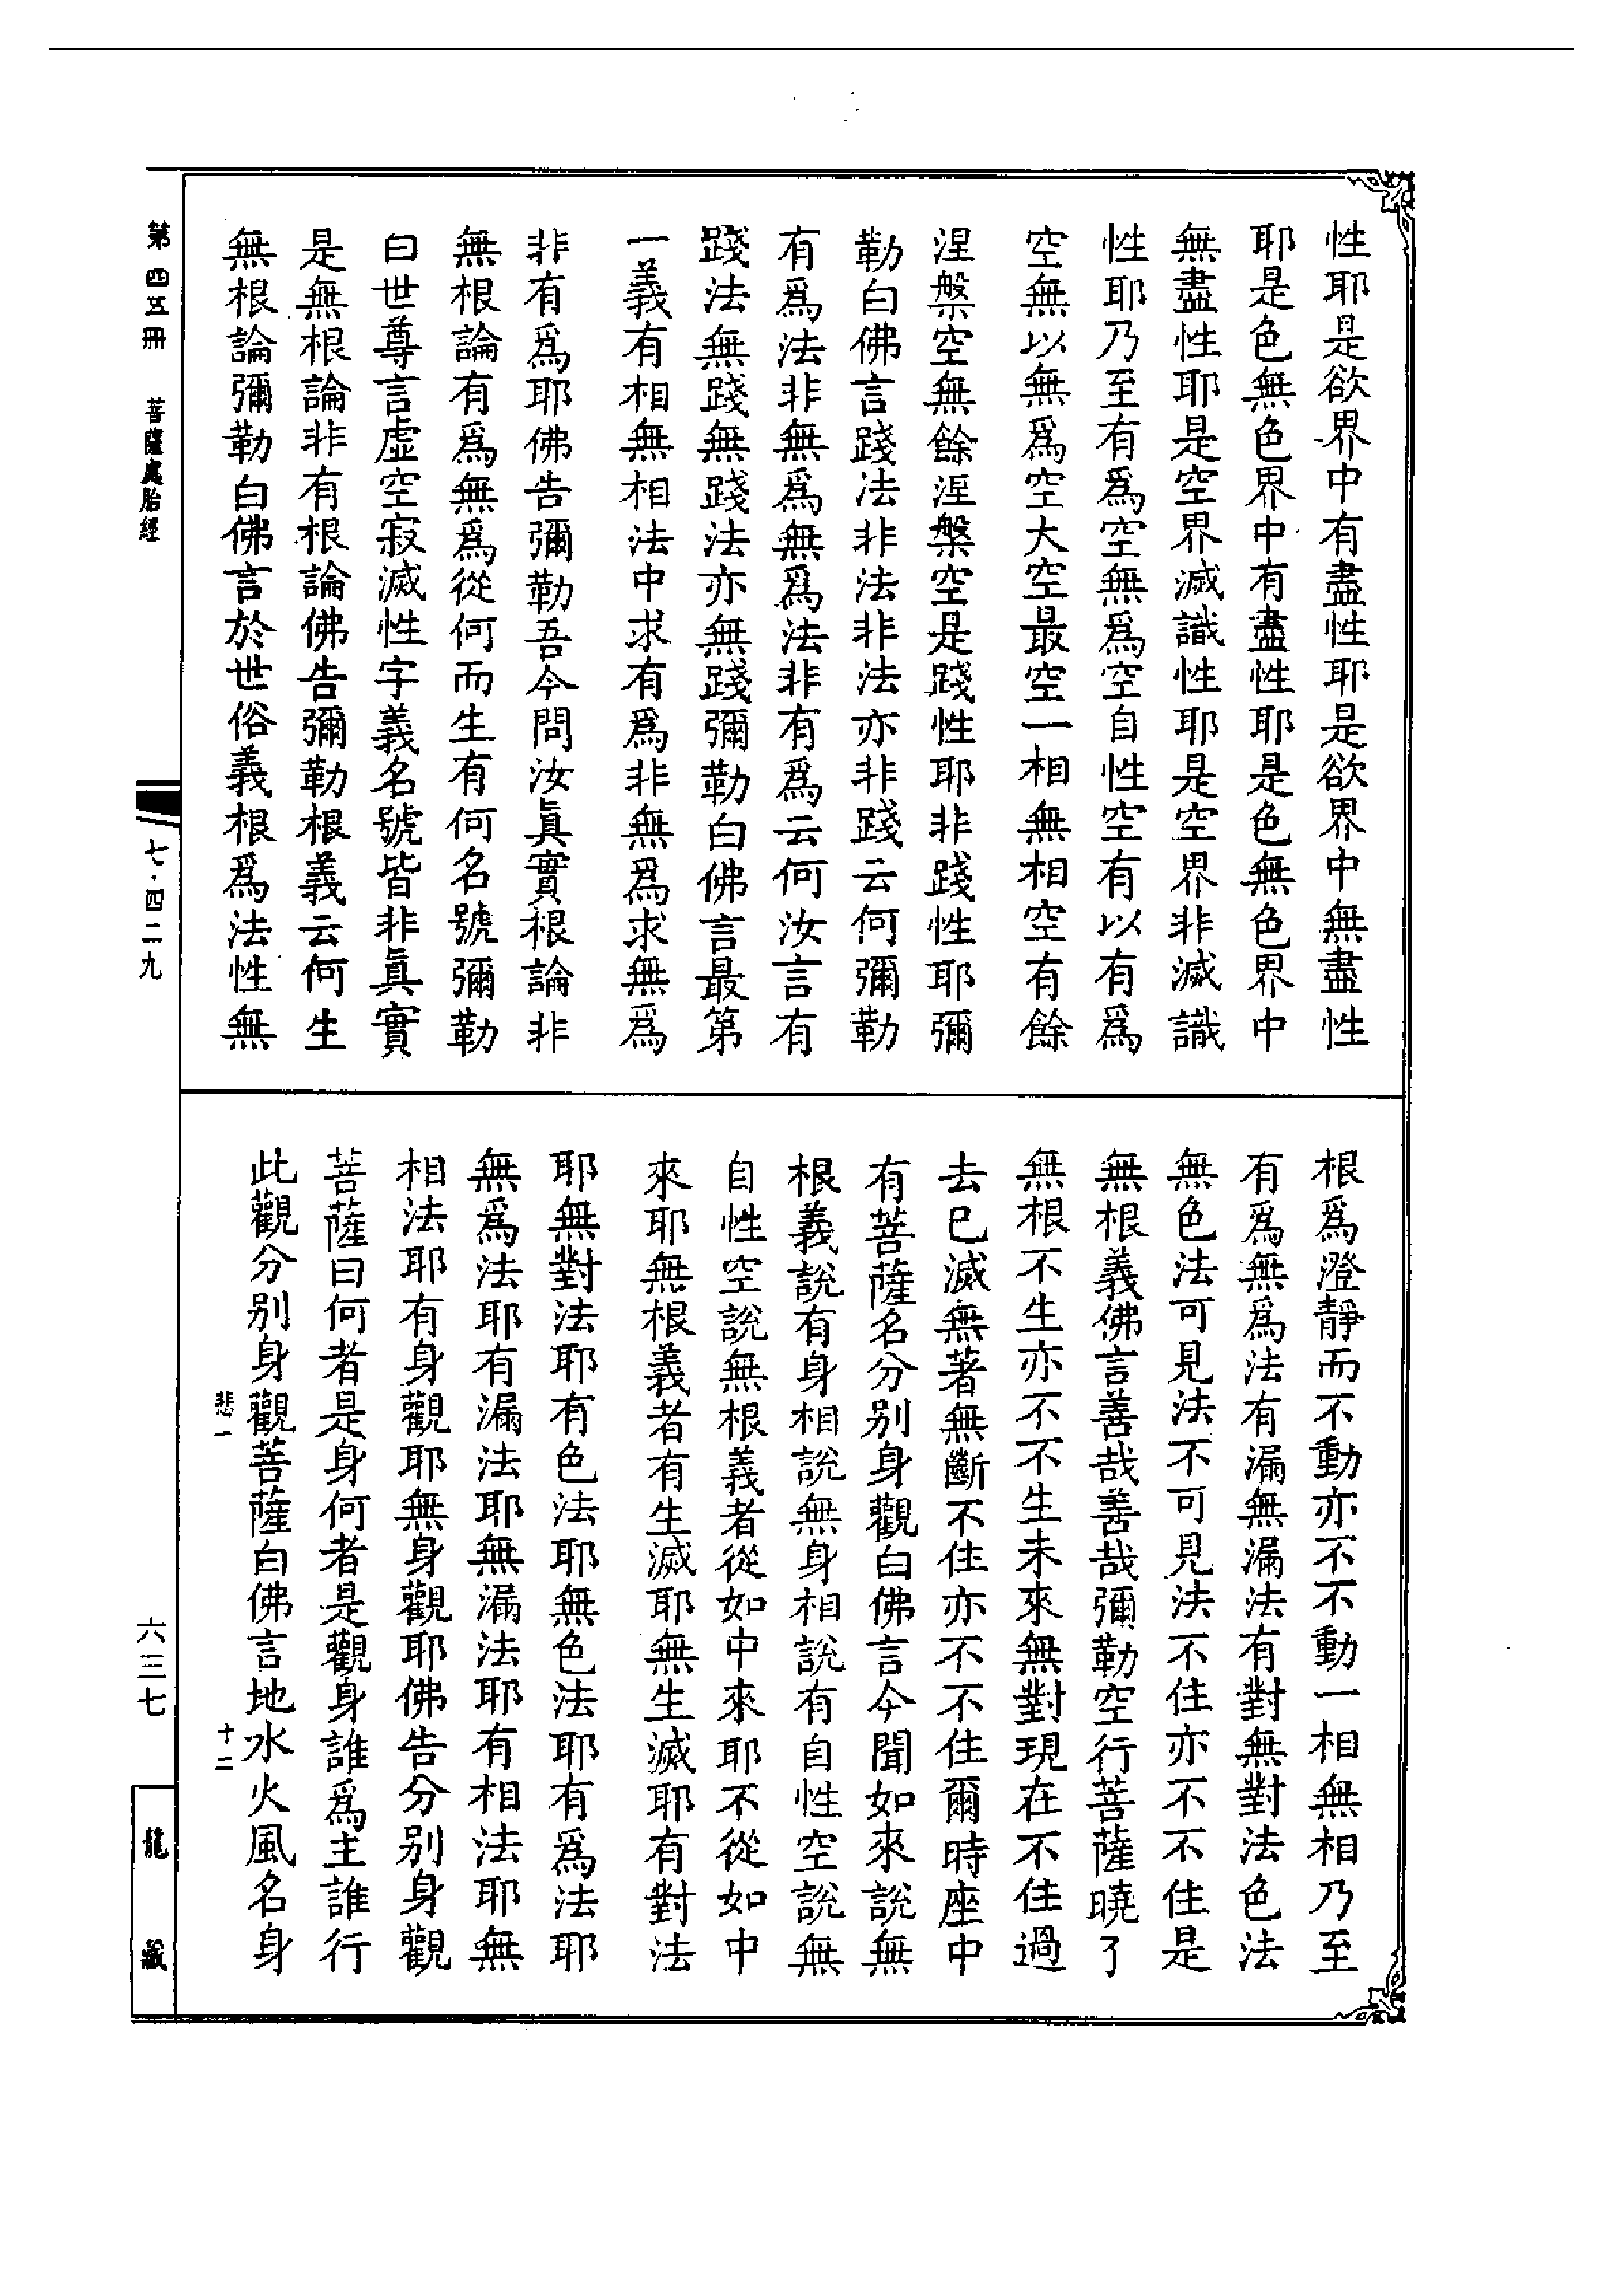 性耶是欲界中有盡性耶是欲界中無盡性
耶是色無色界中有盡性耶是色無色界中
無盡性耶是空界滅識性耶是空界非滅識
性耶乃至有爲空無爲空自性空有以有爲
空無以無爲空大空最空一相無相空有餘
涅槃空無餘涅槃空是踐性耶非踐性耶彌
勒白佛言踐法非法非法亦非踐云何彌勒
有爲法非無爲無爲法非有爲云何汝言有
踐法無踐無踐法亦無踐彌勒白佛言最第
一義有相無相法中求有爲非無爲求無爲
非有爲耶佛告彌勒吾今問汝眞實根論非
無根論有爲無爲從何而生有何名號彌勒
曰世尊言虛空寂滅性字義名號皆非眞實
是無根論非有根論佛告彌勒根義云何生
無根論彌勒白佛言於世俗義根爲法性無
根爲澄靜而不動亦不不動一相無相乃至
有爲無爲法有漏無漏法有對無對法色法
無色法可見法不可見法不住亦不不住是
無根義佛言善哉善哉彌勒空行菩薩曉了
無根不生亦不不生未來無對現在不住過
去已滅無著無斷不住亦不不住爾時座中
有菩薩名分别身觀白佛言今聞如來說無
根義說有身相說無身相說有自性空說無
自性空說無根義者從如中來耶不從如中
來耶無根義者有生滅耶無生滅耶有對法
耶無對法耶有色法耶無色法耶有爲法耶
無爲法耶有漏法耶無漏法耶有相法耶無
相法耶有身觀耶無身觀耶佛告分别身觀
菩薩曰何者是身何者是觀身誰爲主誰行
此觀分别身觀菩薩白佛言地水火風名身
悲一 十二
第四五冊 菩薩處胎經
七·四二九
六三七
龍藏